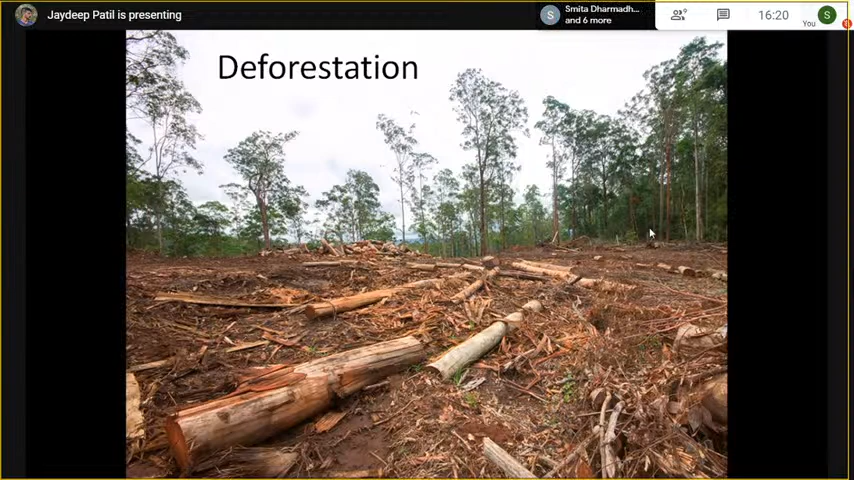 Jaydeep Patil is presenting
Smita Dharmadh...
and 6 more
16:20
You
S
S
Deforestation